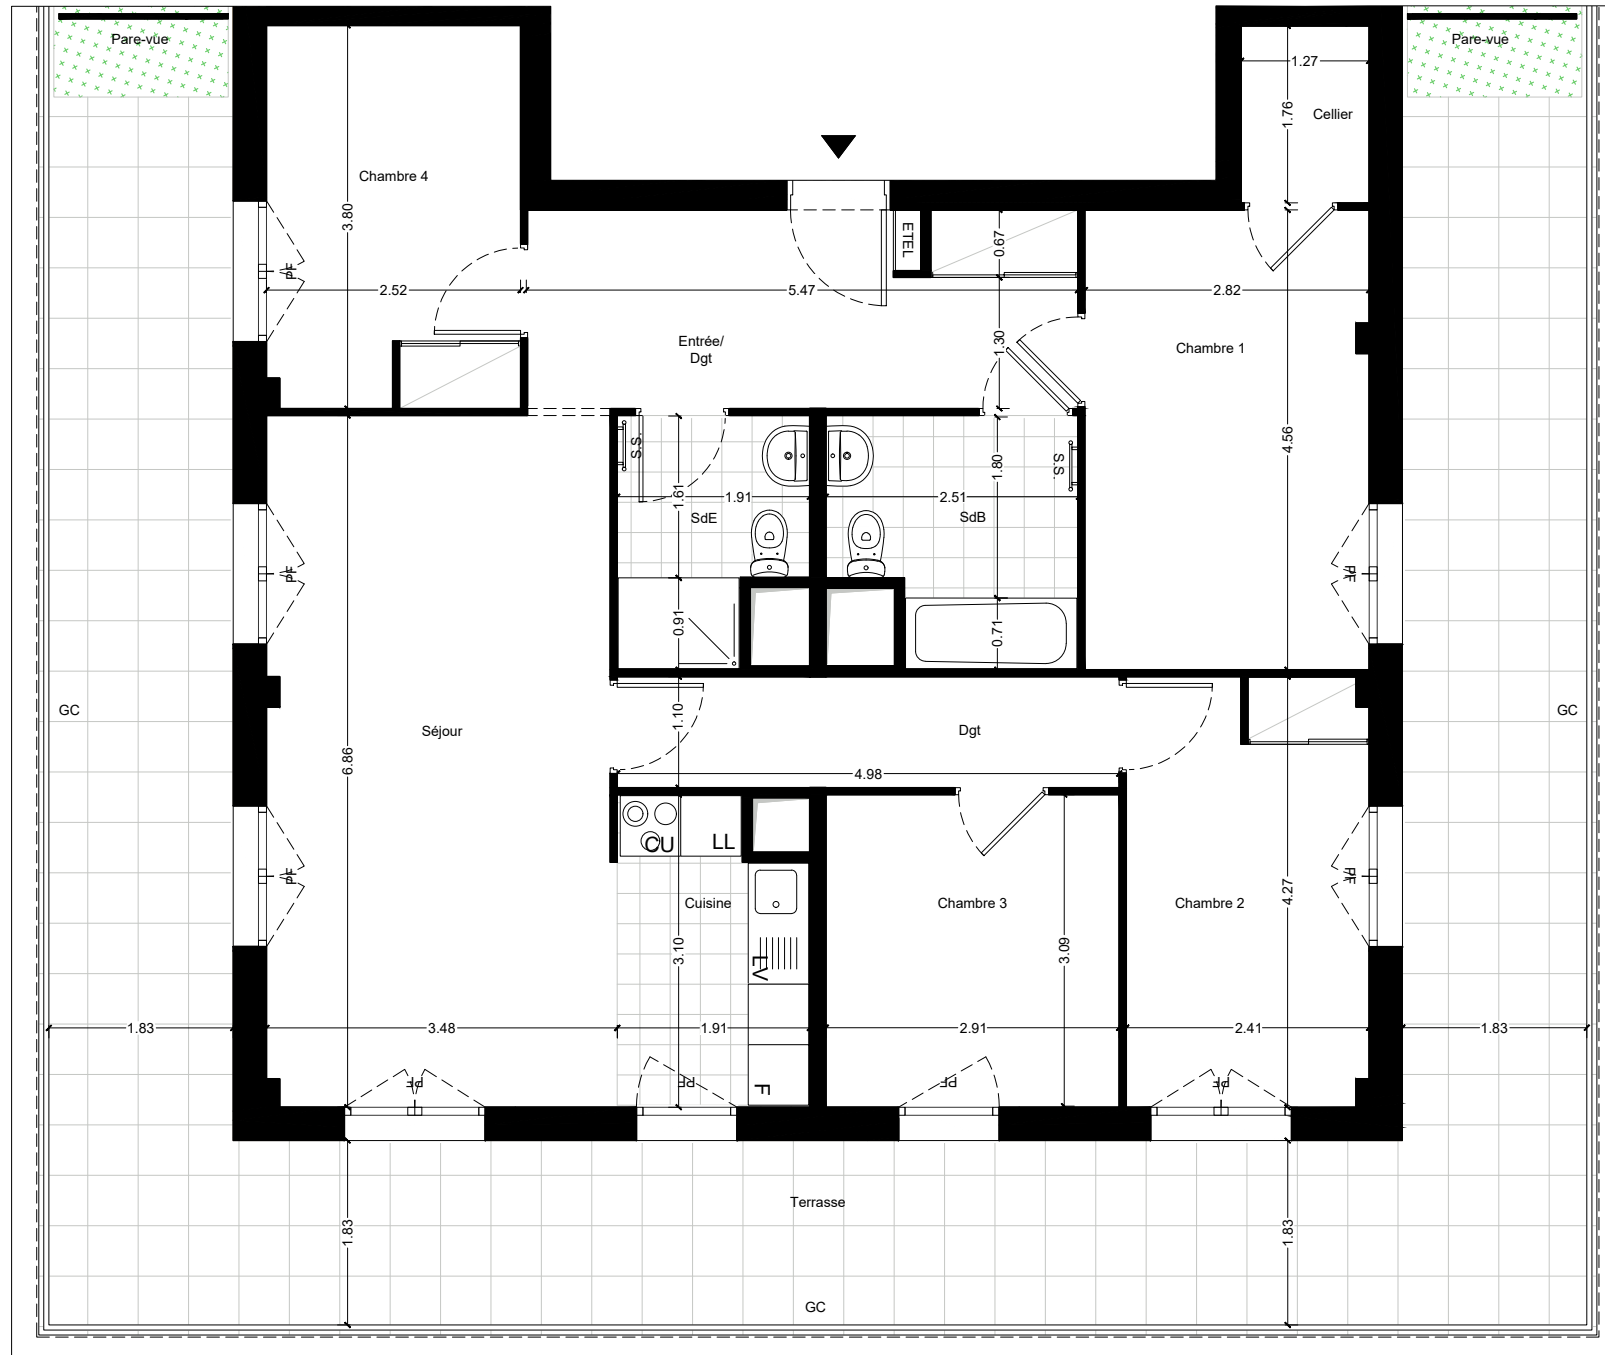 Pare-vue
Pare-vue
1.27
1.76
Cellier
Chambre 4
3.80
ETEL
0.67
PF
2.52
5.47
2.82
Entrée/
Dgt
1.30
Chambre 1
4.56
S.S.
1.61
1.91
SdE
1.80
2.51
SdB
S.S.
PF
PF
0.91
0.71
GC
GC
Séjour
6.86
1.10
Dgt
4.98
CU
LL
PF
PF
Cuisine
3.10
LV
Chambre 3
3.09
Chambre 2
4.27
1.83
3.48
1.91
2.91
2.41
1.83
PF
PF
F
PF
PF
Terrasse
1.83
1.83
GC